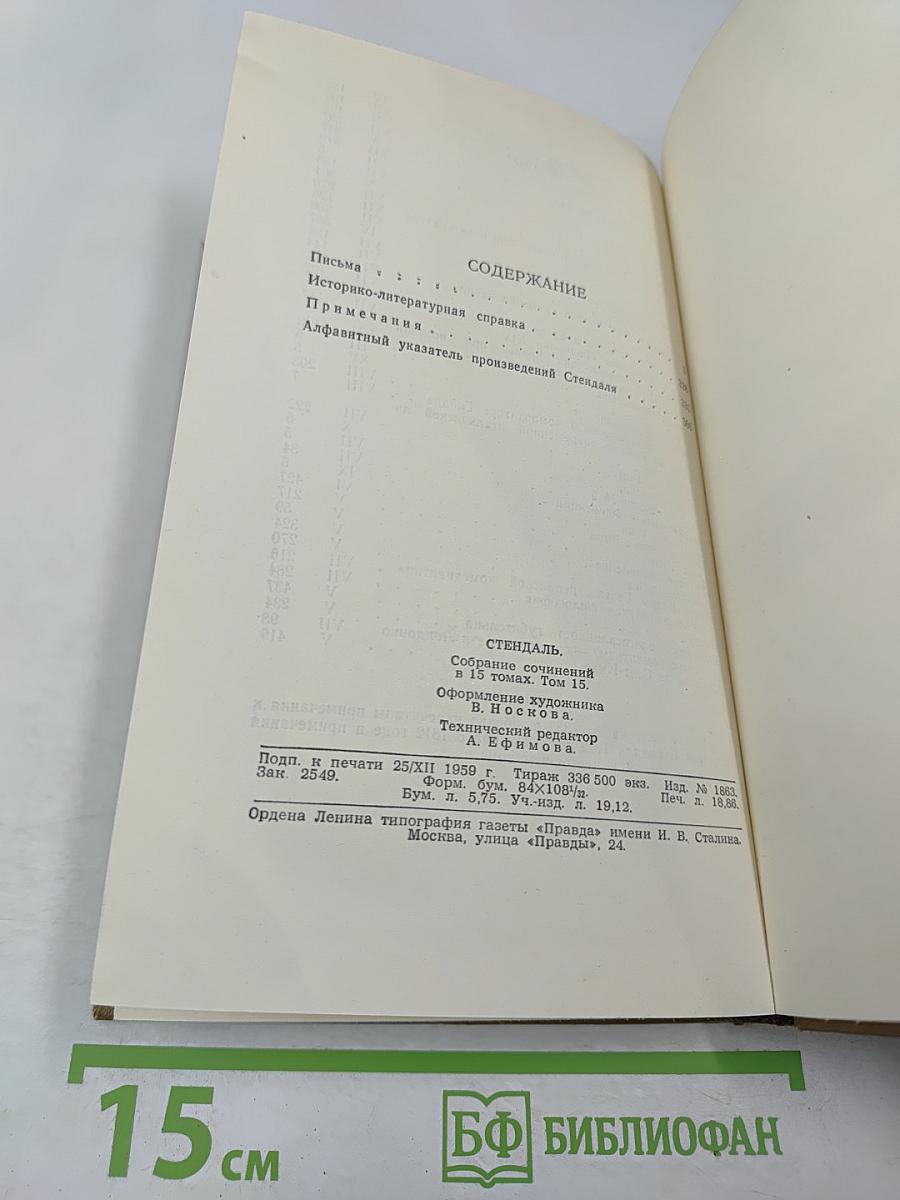 СОДЕРЖАНИЕ
Письма
Историко-литературная справка
Примечания
Алфавитный указатель произведений Стендаля
СТЕНДАЛЬ.
Собрание сочинений
в 15 томах. Том 15.
Оформление художника
В. Носкова.
Технический редактор
А. Ефимова.
Подп. к печати 25/XII 1959 г. Тираж 336 500 экз. Изд. № 1863.
Зак. 2549. Форм. бум. 84×108 1/32. Печ. л. 18,86.
Бум. л. 5,75. Уч.-изд. л. 19,12.
Ордена Ленина типография газеты «Правда» имени И. В. Сталина.
Москва, улица «Правды», 24.
15 см
БФ БИБЛИОФАН